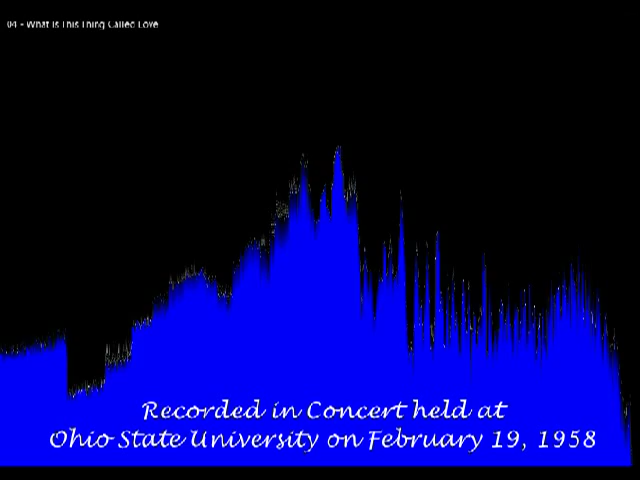 04 - What Is This Thing Called Love
Recorded in Concert held at
Ohio State University on February 19, 1958